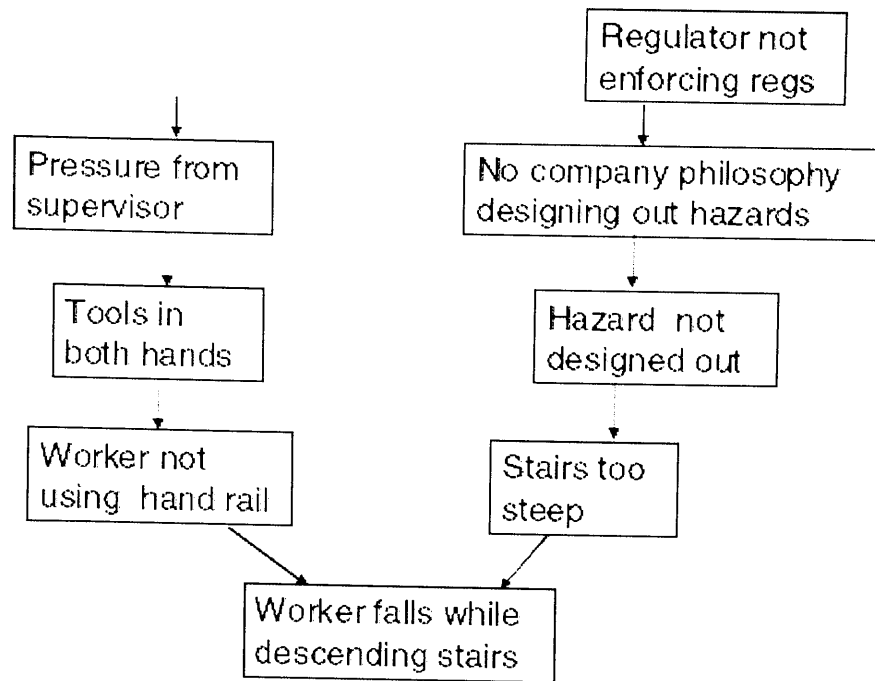 Regulator not
enforcing regs
Pressure from
supervisor
No company philosophy
designing out hazards
Tools in
both hands
Hazard not
designed out
Worker not
using hand rail
Stairs too
steep
Worker falls while
descending stairs